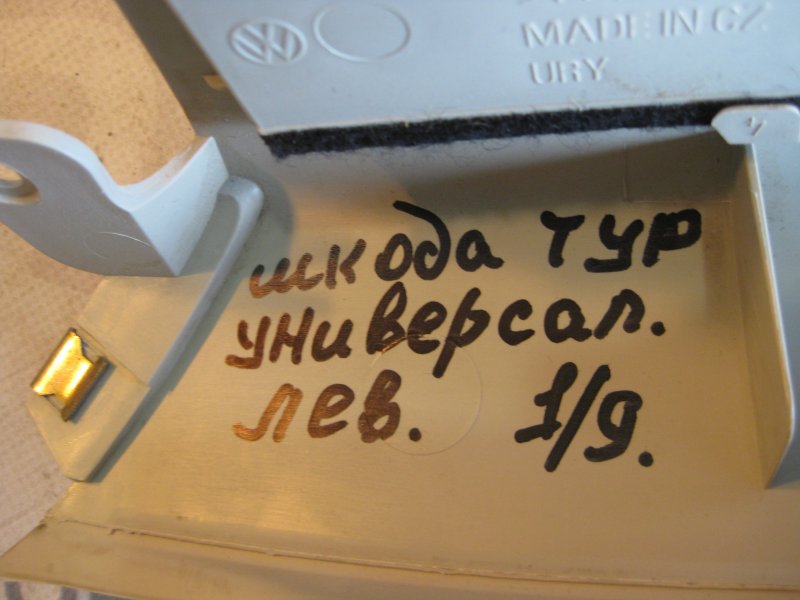 MADE IN CZ
URY
шкода тур
универсал.
лев. 1/9.